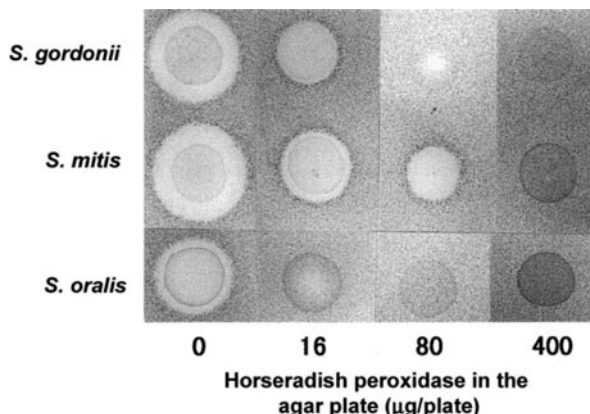 S. gordonii
S. mitis
S. oralis
0 16 80 400
Horseradish peroxidase in the
agar plate (μg/plate)